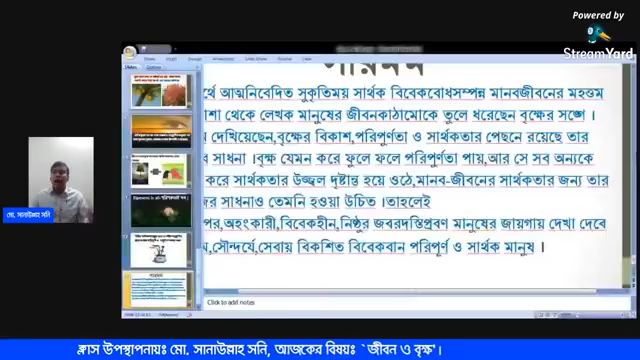 Powered by
StreamYard
সারমর্ম
র্থে আত্মনিবেদিত সুকৃতিময় সার্থক বিবেকবোধসম্পন্ন মানবজীবনের মহত্তম
াশা থেকে লেখক মানুষের জীবনকাঠামোকে তুলে ধরেছেন বৃক্ষের সঙ্গে ।
দেখিয়েছেন,বৃক্ষের বিকাশ,পরিপূর্ণতা ও সার্থকতার পেছনে রয়েছে তার
সাধনা ।বৃক্ষ যেমন করে ফুলে ফলে পরিপূর্ণতা পায়,আর সে সব অন্যকে
করে সার্থকতার উজ্জ্বল দৃষ্টান্ত হয়ে ওঠে,মানব-জীবনের সার্থকতার জন্য তার
সাধনাও তেমনি হওয়া উচিত ।তাহলেই
পর,অহংকারী,বিবেকহীন,নিষ্ঠুর জবরদস্তিপ্রবণ মানুষের জায়গায় দেখা দেবে
,সৌন্দর্যে,সেবায় বিকশিত বিবেকবান পরিপূর্ণ ও সার্থক মানুষ ।
Click to add notes
মো. সানাউল্লাহ সনি
ক্লাস উপস্থাপনায়ঃ মো. সানাউল্লাহ সনি, আজকের বিষয়ঃ `জীবন ও বৃক্ষ'।